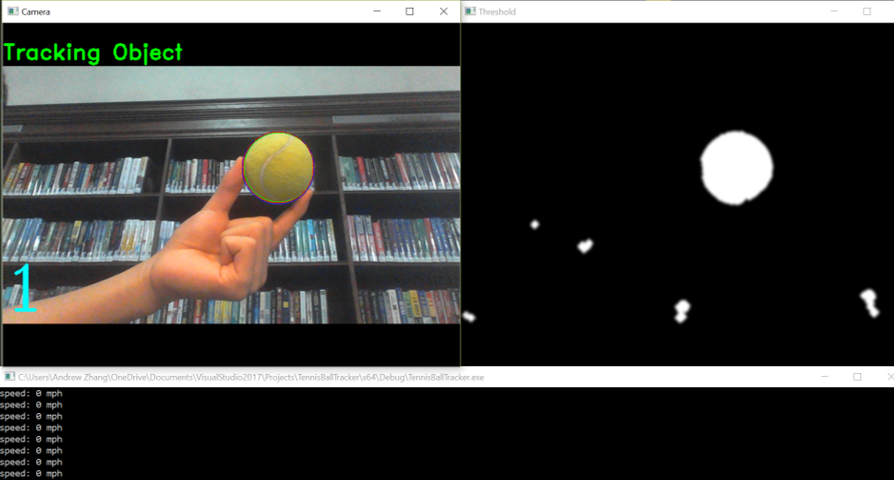 Camera
Threshold
Tracking Object
1
C:\Users\Andrew Zhang\OneDrive\Documents\VisualStudio2017\Projects\TennisBallTracker\x64\Debug\TennisBallTracker.exe
speed: 0 mph
speed: 0 mph
speed: 0 mph
speed: 0 mph
speed: 0 mph
speed: 0 mph
speed: 0 mph
speed: 0 mph